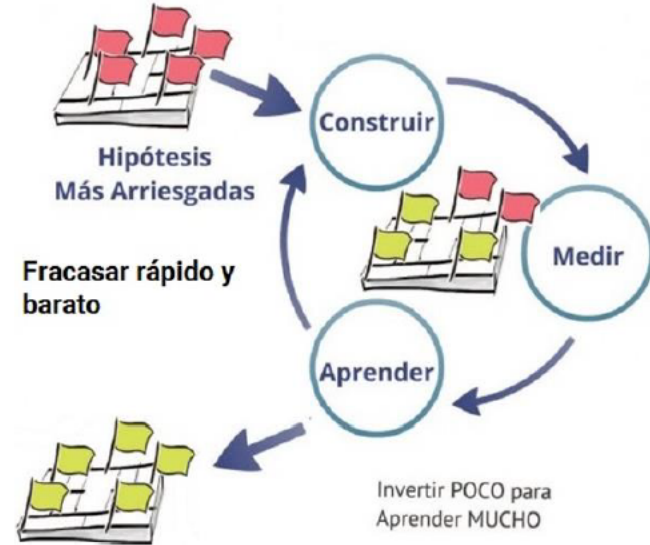 Hipótesis
Más Arriesgadas
Construir
Medir
Fracasar rápido y
barato
Aprender
Invertir POCO para
Aprender MUCHO